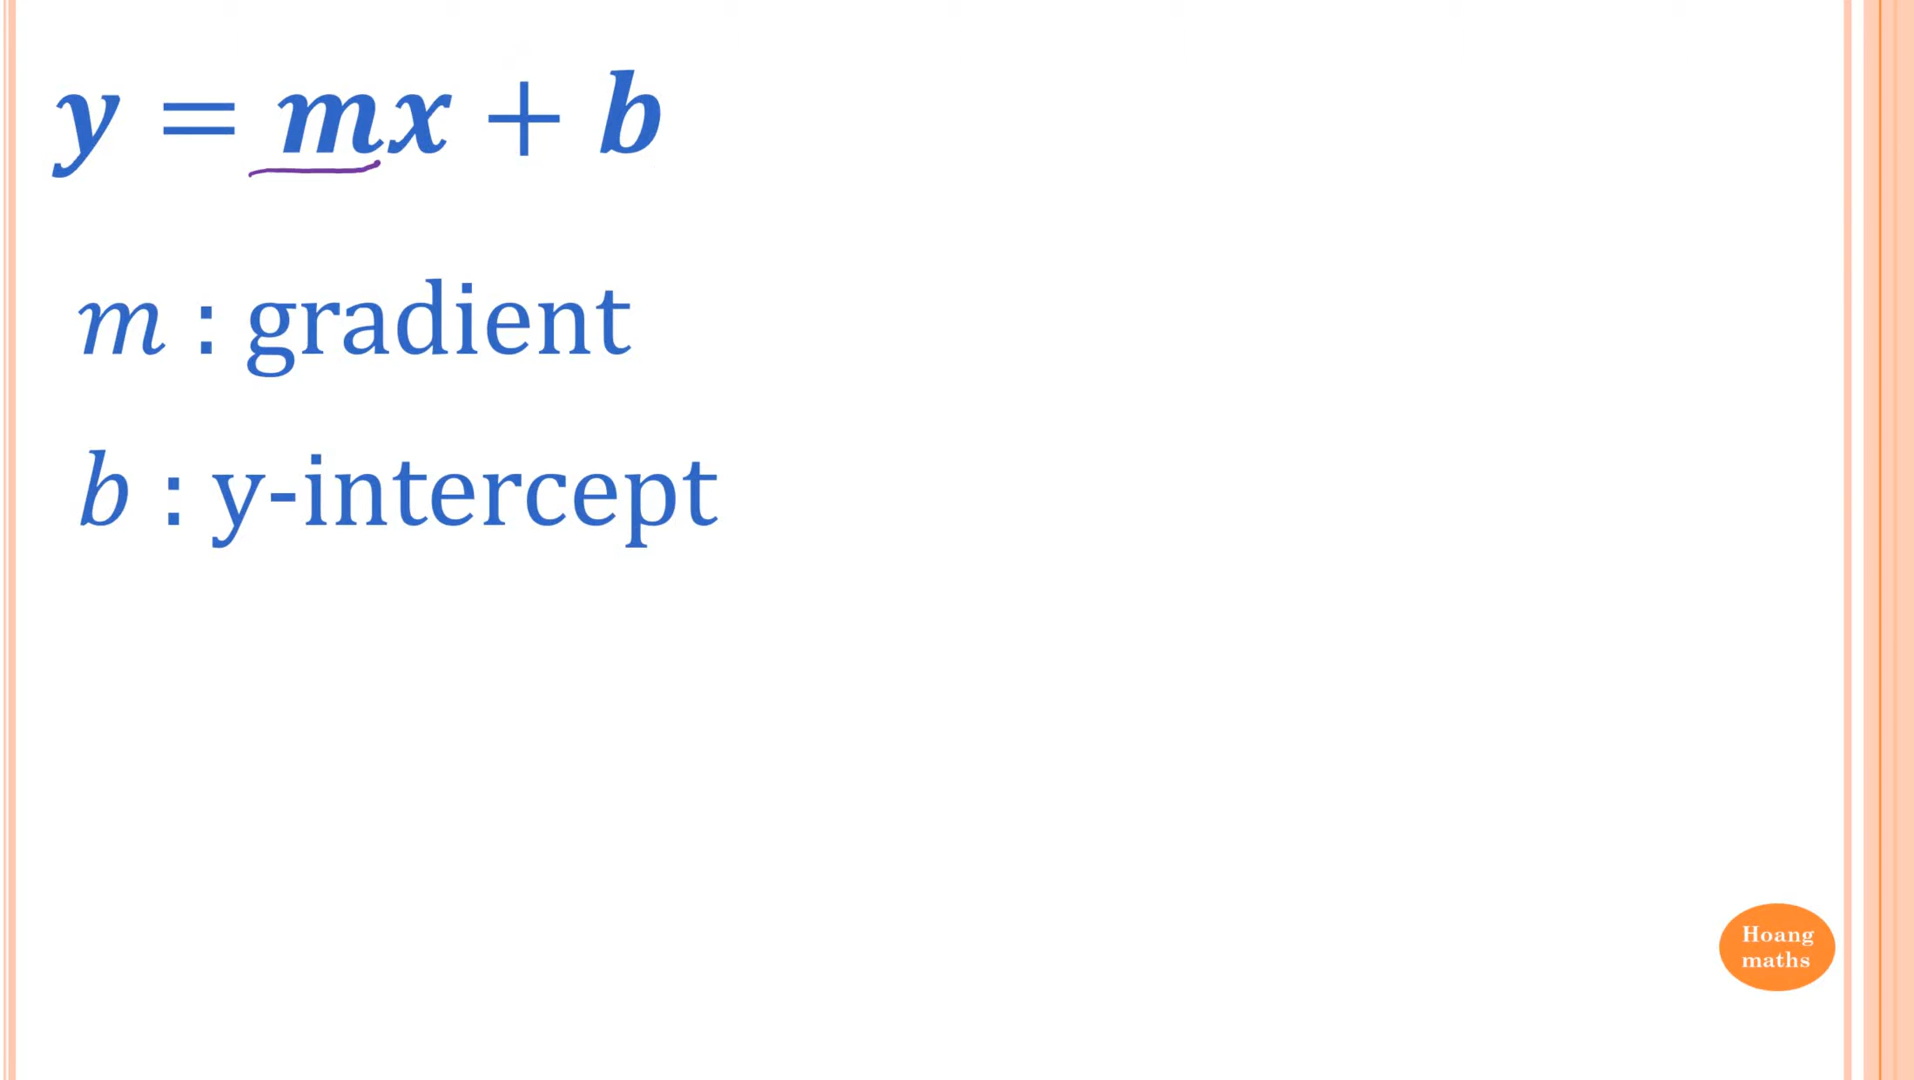 y = mx + b
m : gradient
b : y-intercept
Hoang
maths